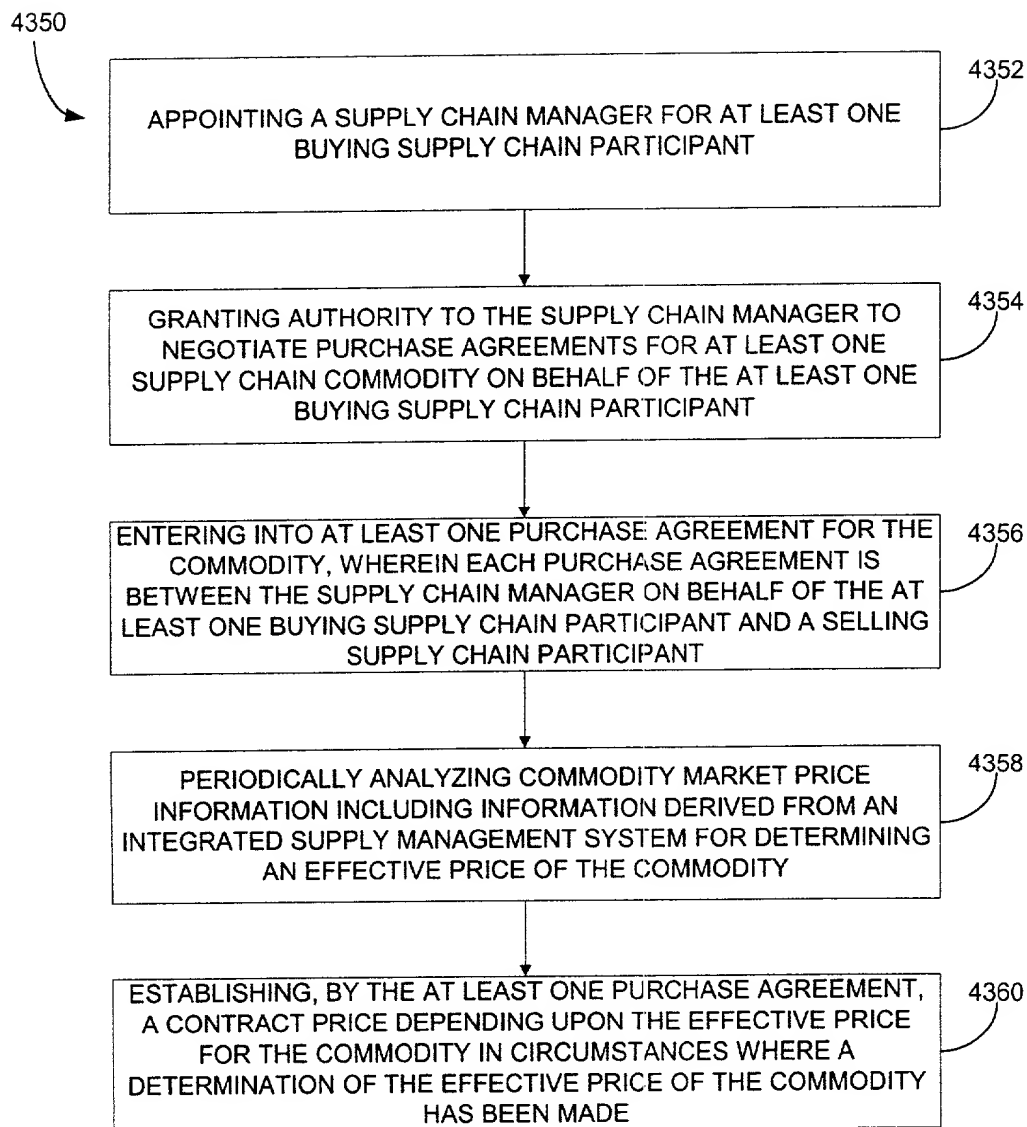 4350
4352
APPOINTING A SUPPLY CHAIN MANAGER FOR AT LEAST ONE
BUYING SUPPLY CHAIN PARTICIPANT
4354
GRANTING AUTHORITY TO THE SUPPLY CHAIN MANAGER TO
NEGOTIATE PURCHASE AGREEMENTS FOR AT LEAST ONE
SUPPLY CHAIN COMMODITY ON BEHALF OF THE AT LEAST ONE
BUYING SUPPLY CHAIN PARTICIPANT
4356
ENTERING INTO AT LEAST ONE PURCHASE AGREEMENT FOR THE
COMMODITY, WHEREIN EACH PURCHASE AGREEMENT IS
BETWEEN THE SUPPLY CHAIN MANAGER ON BEHALF OF THE AT
LEAST ONE BUYING SUPPLY CHAIN PARTICIPANT AND A SELLING
SUPPLY CHAIN PARTICIPANT
4358
PERIODICALLY ANALYZING COMMODITY MARKET PRICE
INFORMATION INCLUDING INFORMATION DERIVED FROM AN
INTEGRATED SUPPLY MANAGEMENT SYSTEM FOR DETERMINING
AN EFFECTIVE PRICE OF THE COMMODITY
4360
ESTABLISHING, BY THE AT LEAST ONE PURCHASE AGREEMENT,
A CONTRACT PRICE DEPENDING UPON THE EFFECTIVE PRICE
FOR THE COMMODITY IN CIRCUMSTANCES WHERE A
DETERMINATION OF THE EFFECTIVE PRICE OF THE COMMODITY
HAS BEEN MADE